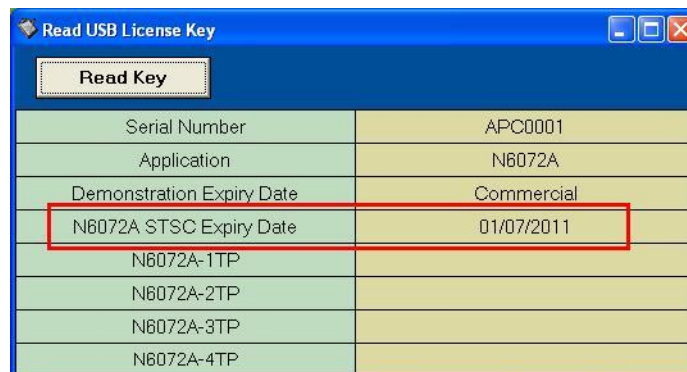 Read USB License Key
Read Key
Serial Number APC0001
Application N6072A
Demonstration Expiry Date Commercial
N6072A STSC Expiry Date 01/07/2011
N6072A-1TP
N6072A-2TP
N6072A-3TP
N6072A-4TP